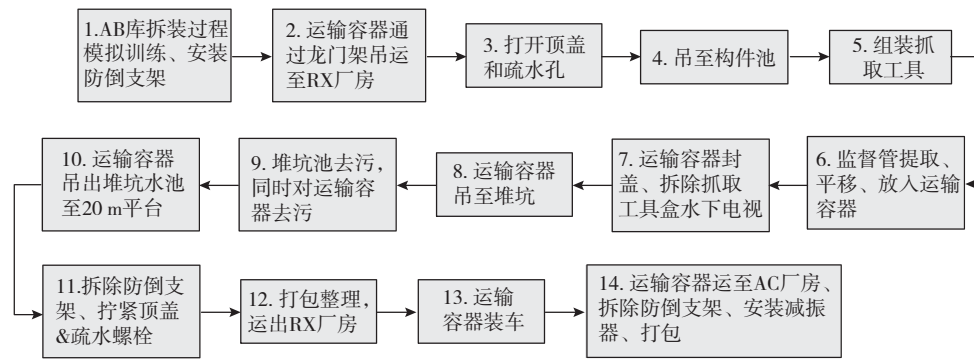 1.AB库拆装过程
模拟训练、安装
防倒支架
2. 运输容器通
过龙门架吊运
至RX厂房
3. 打开顶盖
和疏水孔
4. 吊至构件池
5. 组装抓
取工具
6. 监督管提取、
平移、放入运输
容器
7. 运输容器封
盖、拆除抓取
工具盒水下电视
8. 运输容器
吊至堆坑
9. 堆坑池去污,
同时对运输容
器去污
10. 运输容器
吊出堆坑水池
至20 m平台
11.拆除防倒支
架、拧紧顶盖
&疏水螺栓
12. 打包整理,
运出RX厂房
13. 运输
容器装车
14. 运输容器运至AC厂房、
拆除防倒支架、安装减振
器、打包